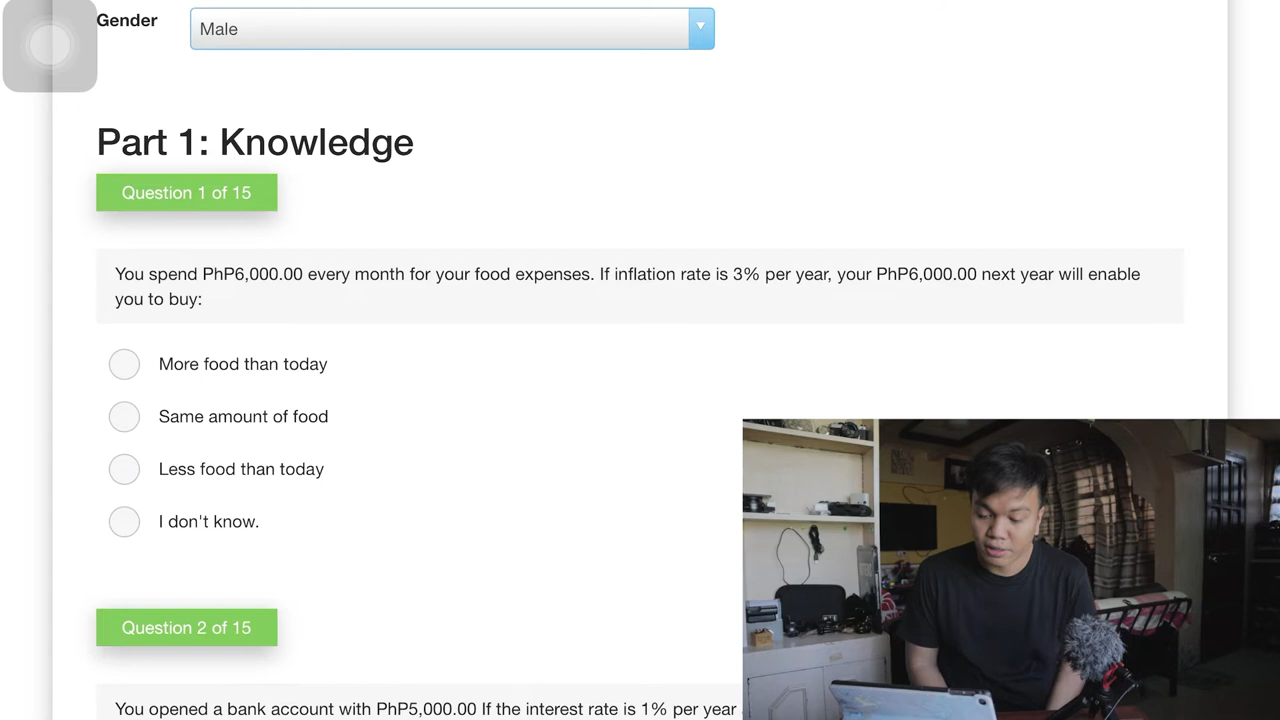 Gender
Male
Part 1: Knowledge
Question 1 of 15
You spend PhP6,000.00 every month for your food expenses. If inflation rate is 3% per year, your PhP6,000.00 next year will enable
you to buy:
More food than today
Same amount of food
Less food than today
I don't know.
Question 2 of 15
You opened a bank account with PhP5,000.00 If the interest rate is 1% per year